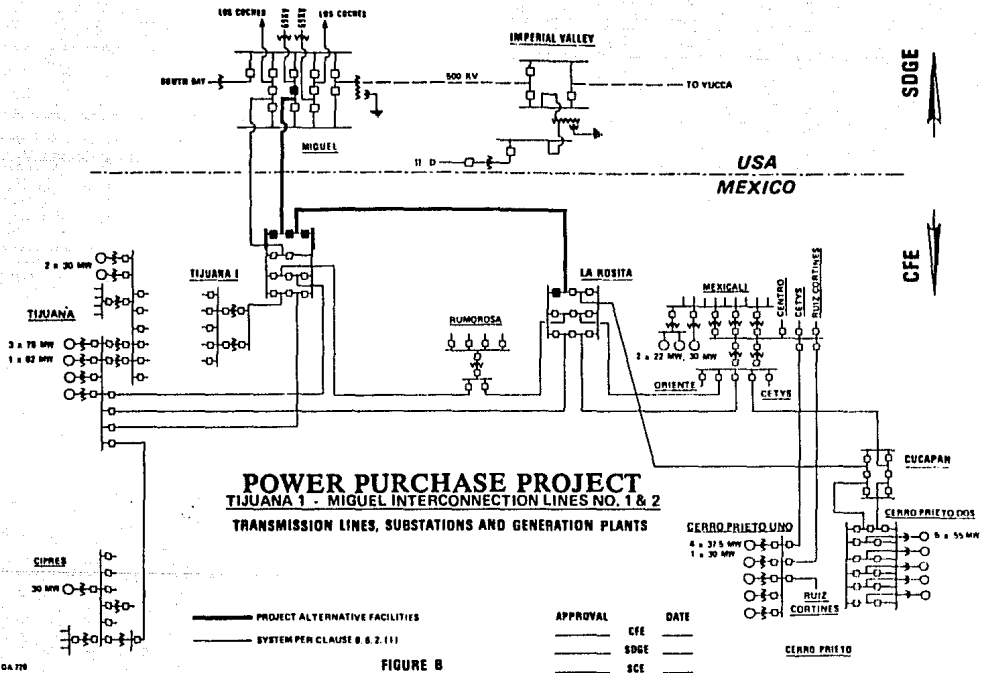 LOS COCHES
69KV
69KV
LOS COCHES
IMPERIAL VALLEY
SDGE
SOUTH BAY
500 KV
TO YUCCA
MIGUEL
11 D
USA
MEXICO
CFE
2 x 30 MW
TIJUANA I
LA ROSITA
MEXICALI
CENTRO
CETYS
RUIZ CORTINES
TIJUANA
RUMOROSA
3 x 75 MW
1 x 82 MW
2 x 22 MW, 30 MW
ORIENTE
CETYS
CUCAPAH
POWER PURCHASE PROJECT
TIJUANA 1 - MIGUEL INTERCONNECTION LINES NO. 1 & 2
TRANSMISSION LINES, SUBSTATIONS AND GENERATION PLANTS
CERRO PRIETO UNO
CERRO PRIETO DOS
4 x 37.5 MW
1 x 30 MW
CIPRES
30 MW
RUIZ
CORTINES
PROJECT ALTERNATIVE FACILITIES
APPROVAL DATE
CFE
SYSTEM PER CLAUSE
SDGE
CERRO PRIETO
FIGURE B
SCE